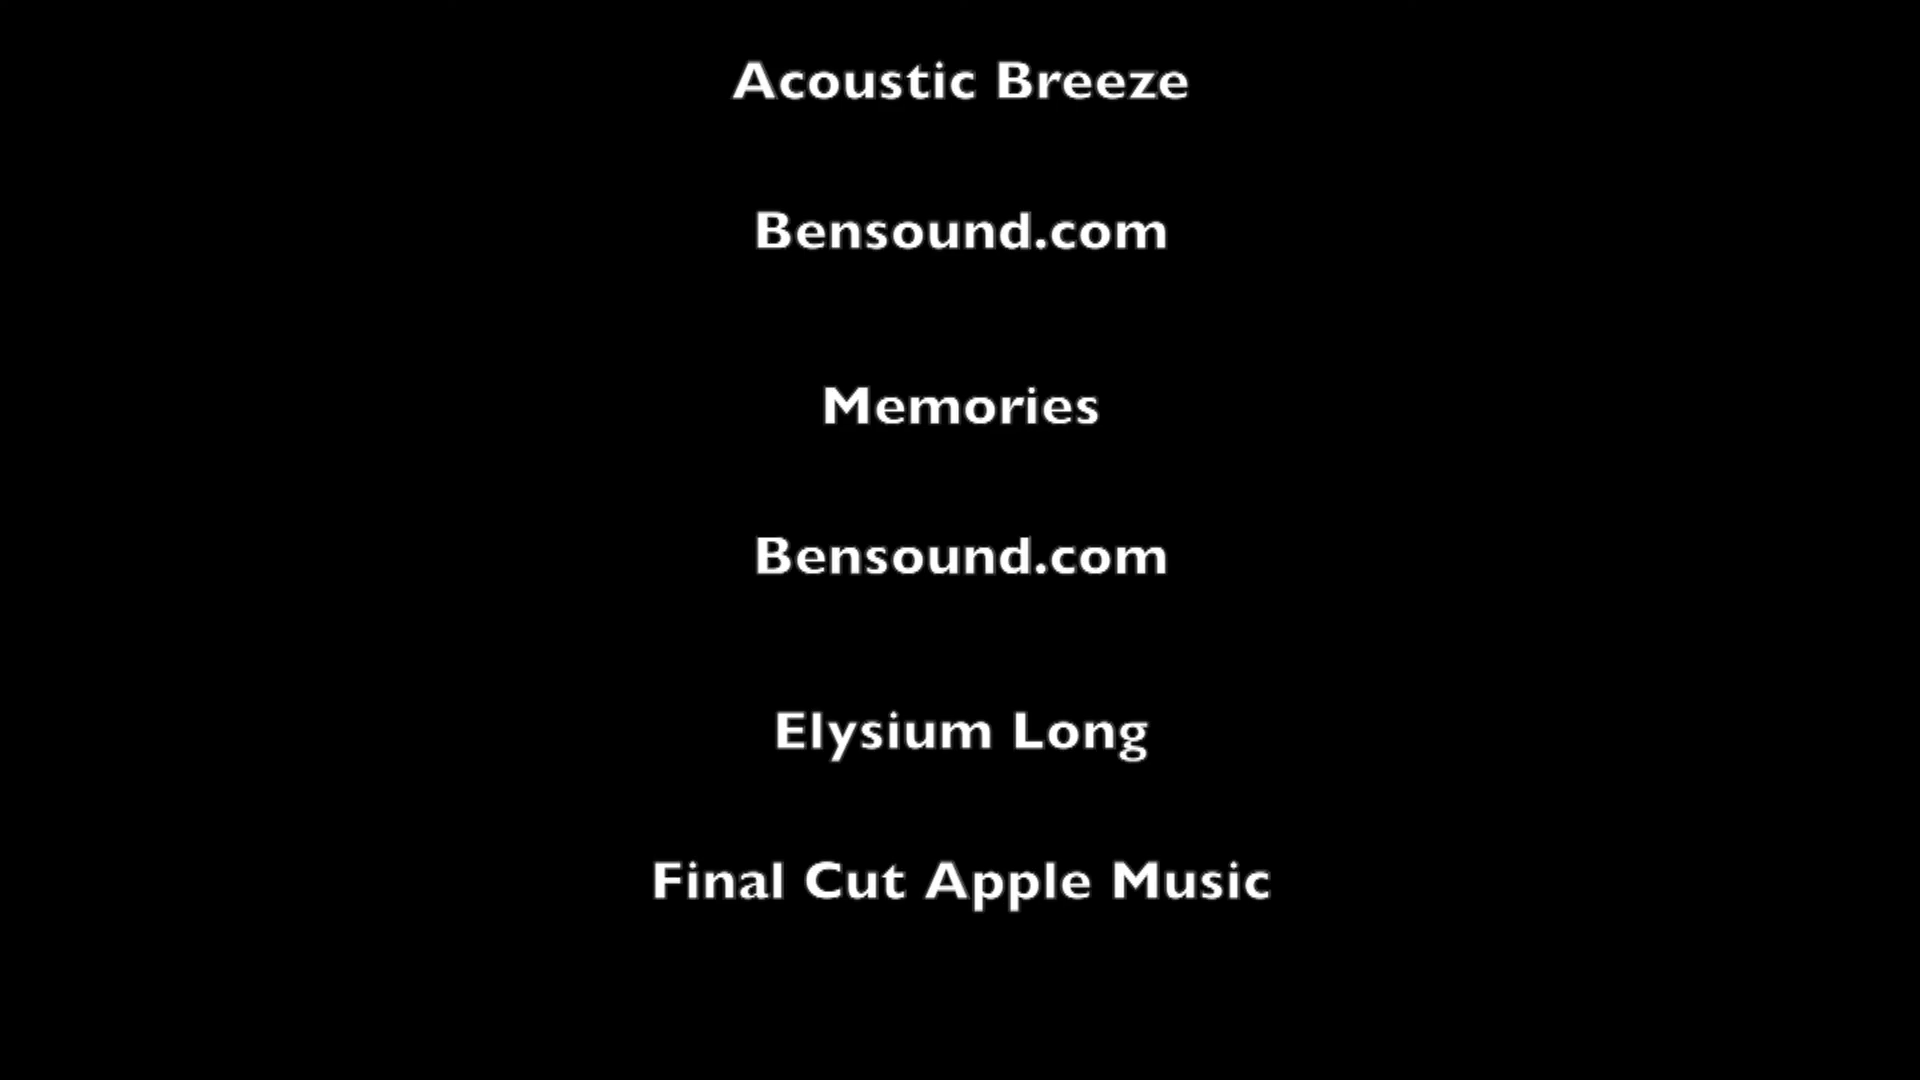 Acoustic Breeze
Bensound.com
Memories
Bensound.com
Elysium Long
Final Cut Apple Music